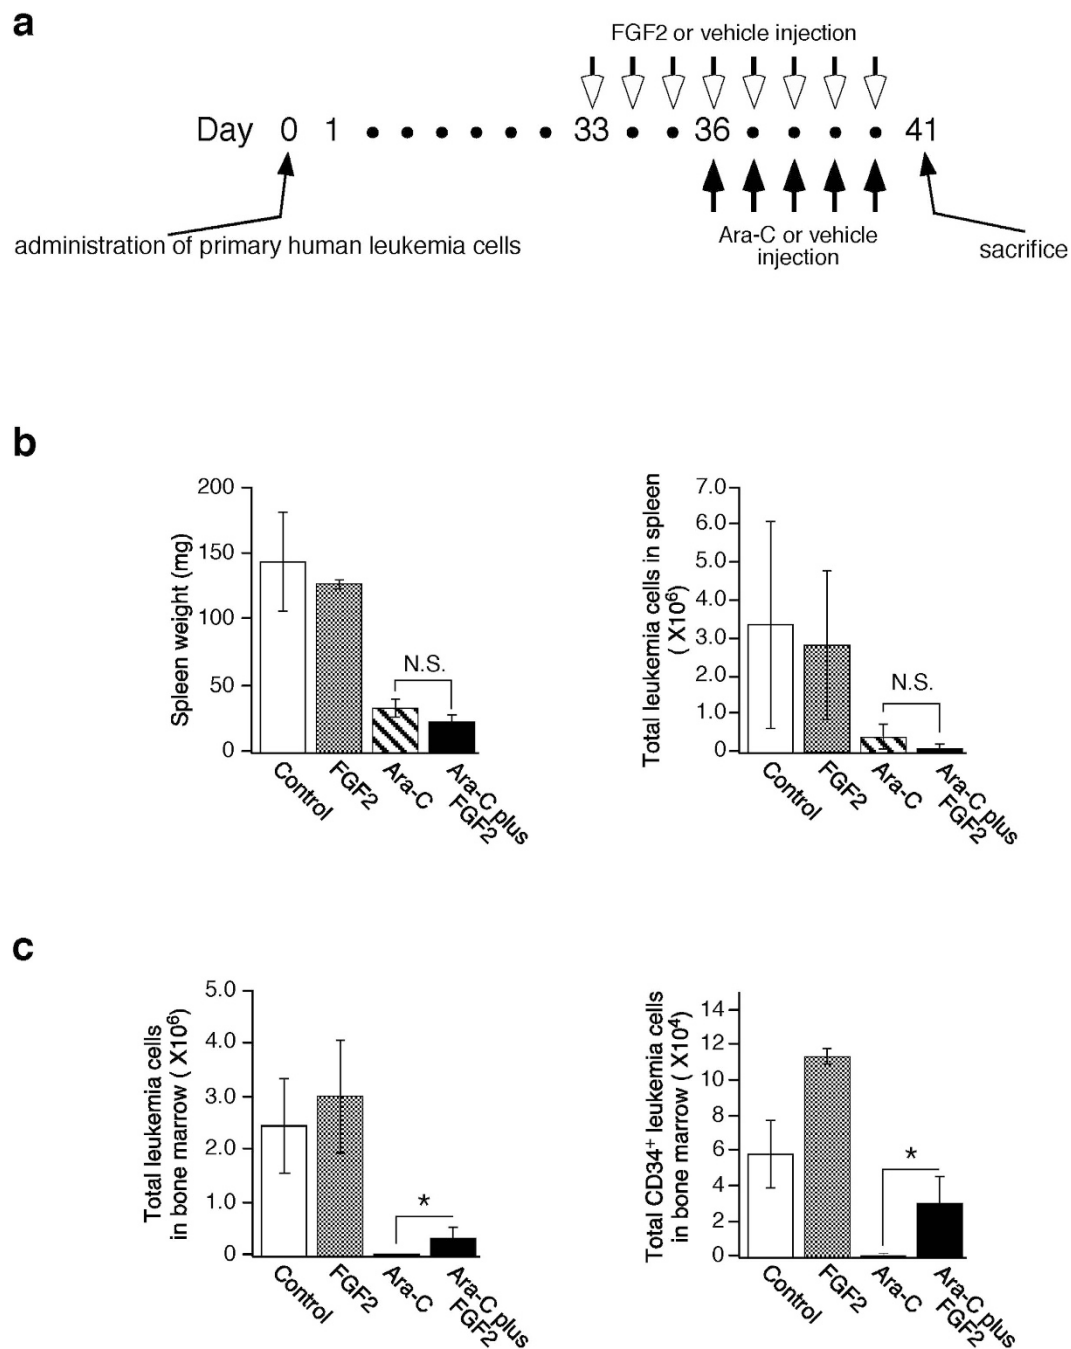 a
FGF2 or vehicle injection
Day 0 1 • • • • • • 33 • • 36 • • • • 41
administration of primary human leukemia cells
Ara-C or vehicle
injection
sacrifice
b
Spleen weight (mg)
200
150
100
50
0
N.S.
Control
FGF2
Ara-C
Ara-C plus
FGF2
Total leukemia cells in spleen
( X10⁶)
7.0
6.0
5.0
4.0
3.0
2.0
1.0
0
N.S.
Control
FGF2
Ara-C
Ara-C plus
FGF2
c
Total leukemia cells
in bone marrow ( X10⁶)
5.0
4.0
3.0
2.0
1.0
0
*
Control
FGF2
Ara-C
Ara-C plus
FGF2
Total CD34⁺ leukemia cells
in bone marrow ( X10⁴)
14
12
10
8
6
4
2
0
*
Control
FGF2
Ara-C
Ara-C plus
FGF2